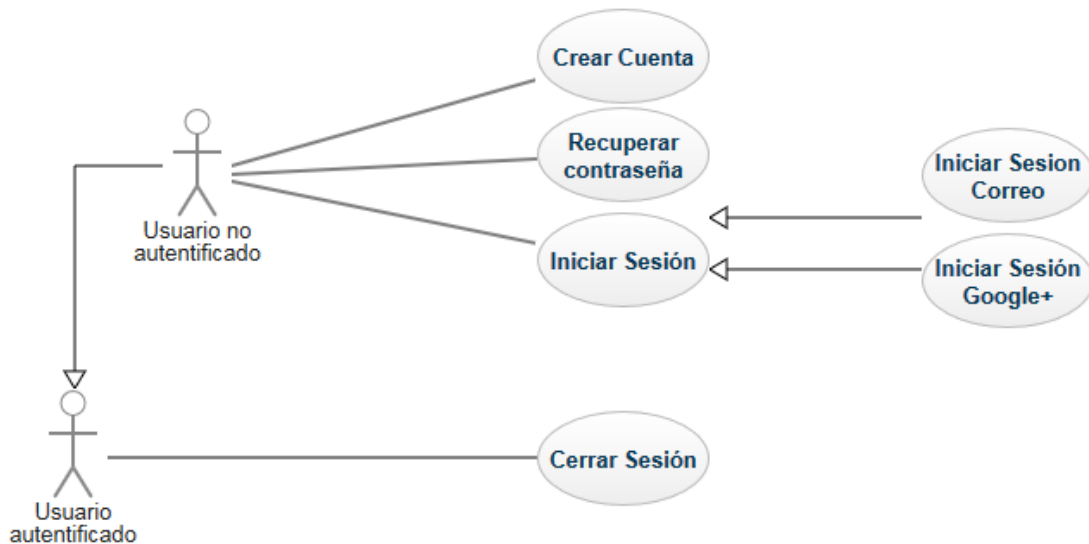 Crear Cuenta
Recuperar
contraseña
Iniciar Sesion
Correo
Usuario no
autentificado
Iniciar Sesión
Iniciar Sesión
Google+
Cerrar Sesión
Usuario
autentificado